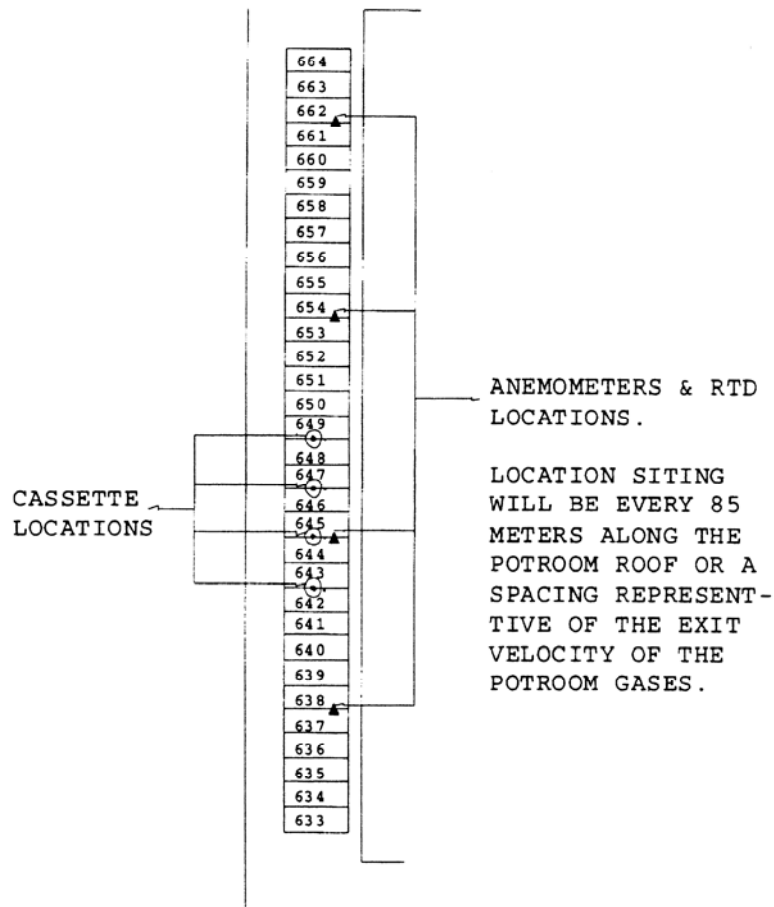 664
663
662
661
660
659
658
657
656
655
654
653
652
651
650
649
648
647
646
645
644
643
642
641
640
639
638
637
636
635
634
633
CASSETTE
LOCATIONS
ANEMOMETERS & RTD
LOCATIONS.
LOCATION SITING
WILL BE EVERY 85
METERS ALONG THE
POTROOM ROOF OR A
SPACING REPRESENT-
TIVE OF THE EXIT
VELOCITY OF THE
POTROOM GASES.